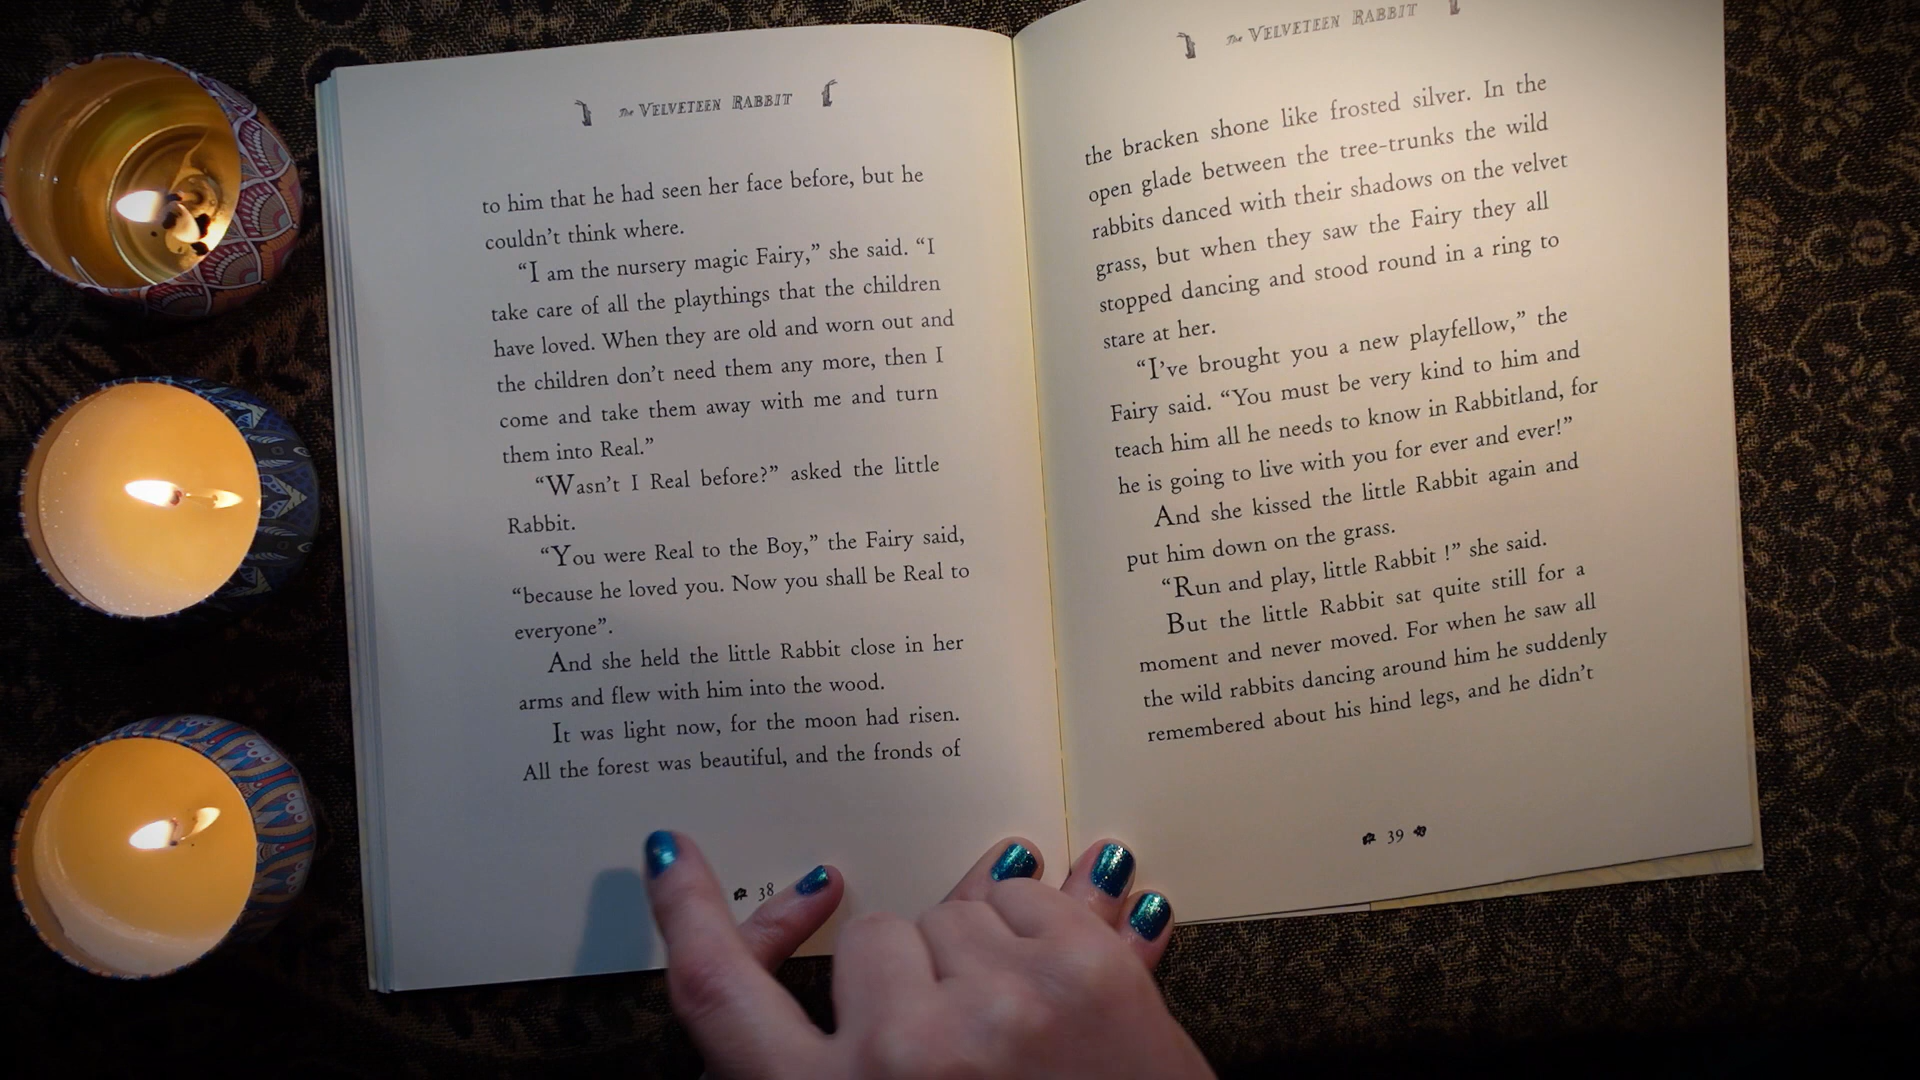 The VELVETEEN RABBIT
to him that he had seen her face before, but he
couldn't think where.
“I am the nursery magic Fairy,” she said. “I
take care of all the playthings that the children
have loved. When they are old and worn out and
the children don't need them any more, then I
come and take them away with me and turn
them into Real.”
“Wasn't I Real before?” asked the little
Rabbit.
“You were Real to the Boy,” the Fairy said,
“because he loved you. Now you shall be Real to
everyone”.
And she held the little Rabbit close in her
arms and flew with him into the wood.
It was light now, for the moon had risen.
All the forest was beautiful, and the fronds of
38
The VELVETEEN RABBIT
the bracken shone like frosted silver. In the
open glade between the tree-trunks the wild
rabbits danced with their shadows on the velvet
grass, but when they saw the Fairy they all
stopped dancing and stood round in a ring to
stare at her.
“I've brought you a new playfellow,” the
Fairy said. “You must be very kind to him and
teach him all he needs to know in Rabbitland, for
he is going to live with you for ever and ever!”
And she kissed the little Rabbit again and
put him down on the grass.
“Run and play, little Rabbit !” she said.
But the little Rabbit sat quite still for a
moment and never moved. For when he saw all
the wild rabbits dancing around him he suddenly
remembered about his hind legs, and he didn't
39